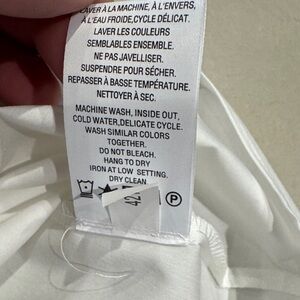 LAVER À LA MACHINE, À L'ENVERS,
À L'EAU FROIDE,CYCLE DÉLICAT.
LAVER LES COULEURS
SEMBLABLES ENSEMBLE.
NE PAS JAVELLISER.
SUSPENDRE POUR SÉCHER.
REPASSER À BASSE TEMPÉRATURE.
NETTOYER À SEC.
MACHINE WASH, INSIDE OUT,
COLD WATER,DELICATE CYCLE.
WASH SIMILAR COLORS
TOGETHER.
DO NOT BLEACH.
HANG TO DRY
IRON AT LOW SETTING.
DRY CLEAN
P